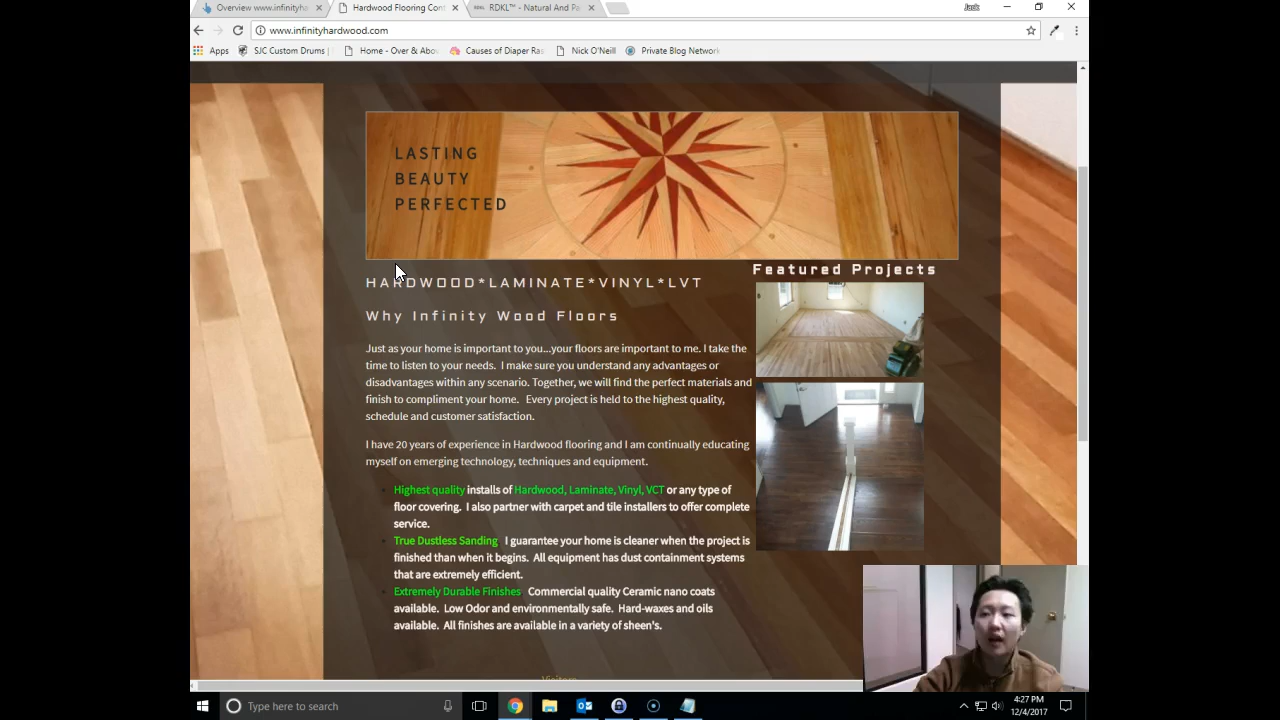 Overview www.infinityh
Hardwood Flooring Con
RDKL™ - Natural And Pa
Jack
www.infinityhardwood.com
Apps
SJC Custom Drums |
Home - Over & Abo
Causes of Diaper Ras
Nick O'Neill
Private Blog Network
LASTING
BEAUTY
PERFECTED
HARDWOOD*LAMINATE*VINYL*LVT
Featured Projects
Why Infinity Wood Floors
Just as your home is important to you...your floors are important to me. I take the
time to listen to your needs. I make sure you understand any advantages or
disadvantages within any scenario. Together, we will find the perfect materials and
finish to compliment your home. Every project is held to the highest quality,
schedule and customer satisfaction.
I have 20 years of experience in Hardwood flooring and I am continually educating
myself on emerging technology, techniques and equipment.
Highest quality installs of Hardwood, Laminate, Vinyl, VCT or any type of
floor covering. I also partner with carpet and tile installers to offer complete
service.
True Dustless Sanding I guarantee your home is cleaner when the project is
finished than when it begins. All equipment has dust containment systems
that are extremely efficient.
Extremely Durable Finishes Commercial quality Ceramic nano coats
available. Low Odor and environmentally safe. Hard-waxes and oils
available. All finishes are available in a variety of sheen's.
Visitors
Type here to search
4:27 PM
12/4/2017